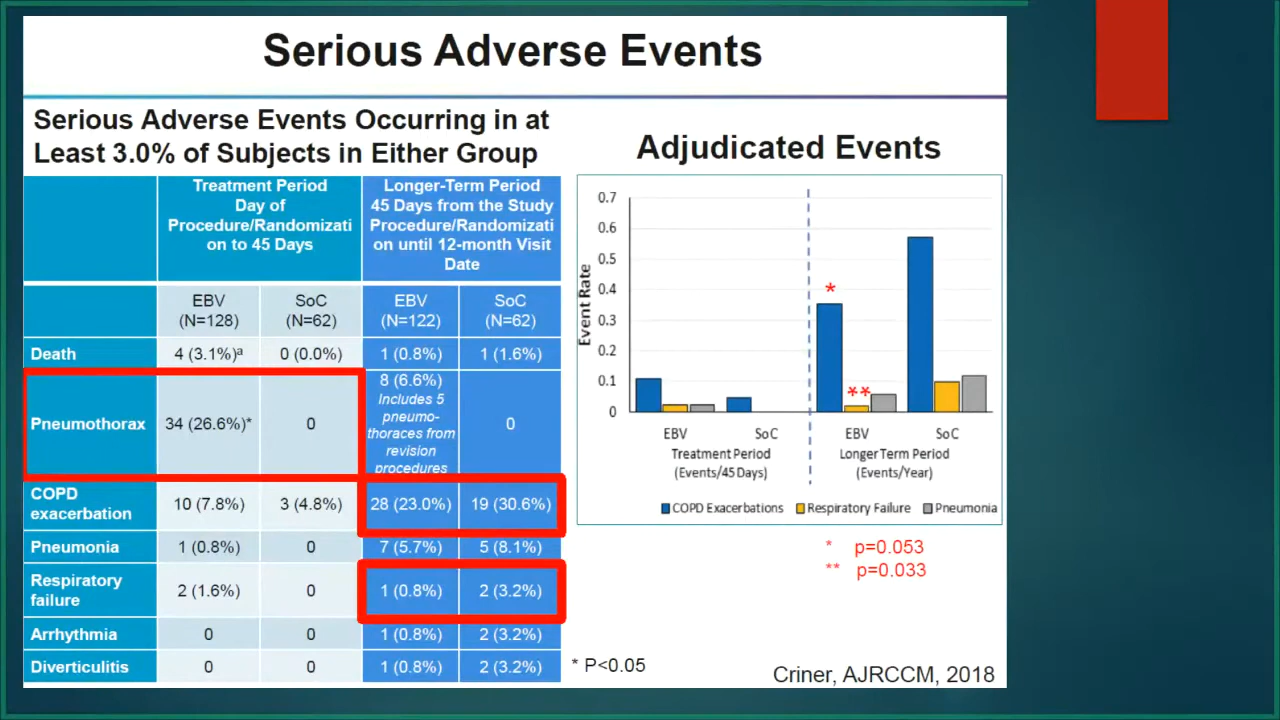 Serious Adverse Events
Serious Adverse Events Occurring in at
Least 3.0% of Subjects in Either Group
Treatment Period
Day of
Procedure/Randomizati
on to 45 Days
Longer-Term Period
45 Days from the Study
Procedure/Randomizati
on until 12-month Visit
Date
EBV
(N=128)
SoC
(N=62)
EBV
(N=122)
SoC
(N=62)
Death
4 (3.1%)ᵃ
0 (0.0%)
1 (0.8%)
1 (1.6%)
Pneumothorax
34 (26.6%)*
0
8 (6.6%)
Includes 5
pneumo-
thoraces from
revision
procedures
0
COPD
exacerbation
10 (7.8%)
3 (4.8%)
28 (23.0%)
19 (30.6%)
Pneumonia
1 (0.8%)
0
7 (5.7%)
5 (8.1%)
Respiratory
failure
2 (1.6%)
0
1 (0.8%)
2 (3.2%)
Arrhythmia
0
0
1 (0.8%)
2 (3.2%)
Diverticulitis
0
0
1 (0.8%)
2 (3.2%)
* P<0.05
Adjudicated Events
Event Rate
0.7
0.6
0.5
0.4
0.3
0.2
0.1
0
*
**
EBV
SoC
Treatment Period
(Events/45 Days)
EBV
SoC
Longer Term Period
(Events/Year)
COPD Exacerbations
Respiratory Failure
Pneumonia
* p=0.053
** p=0.033
Criner, AJRCCM, 2018